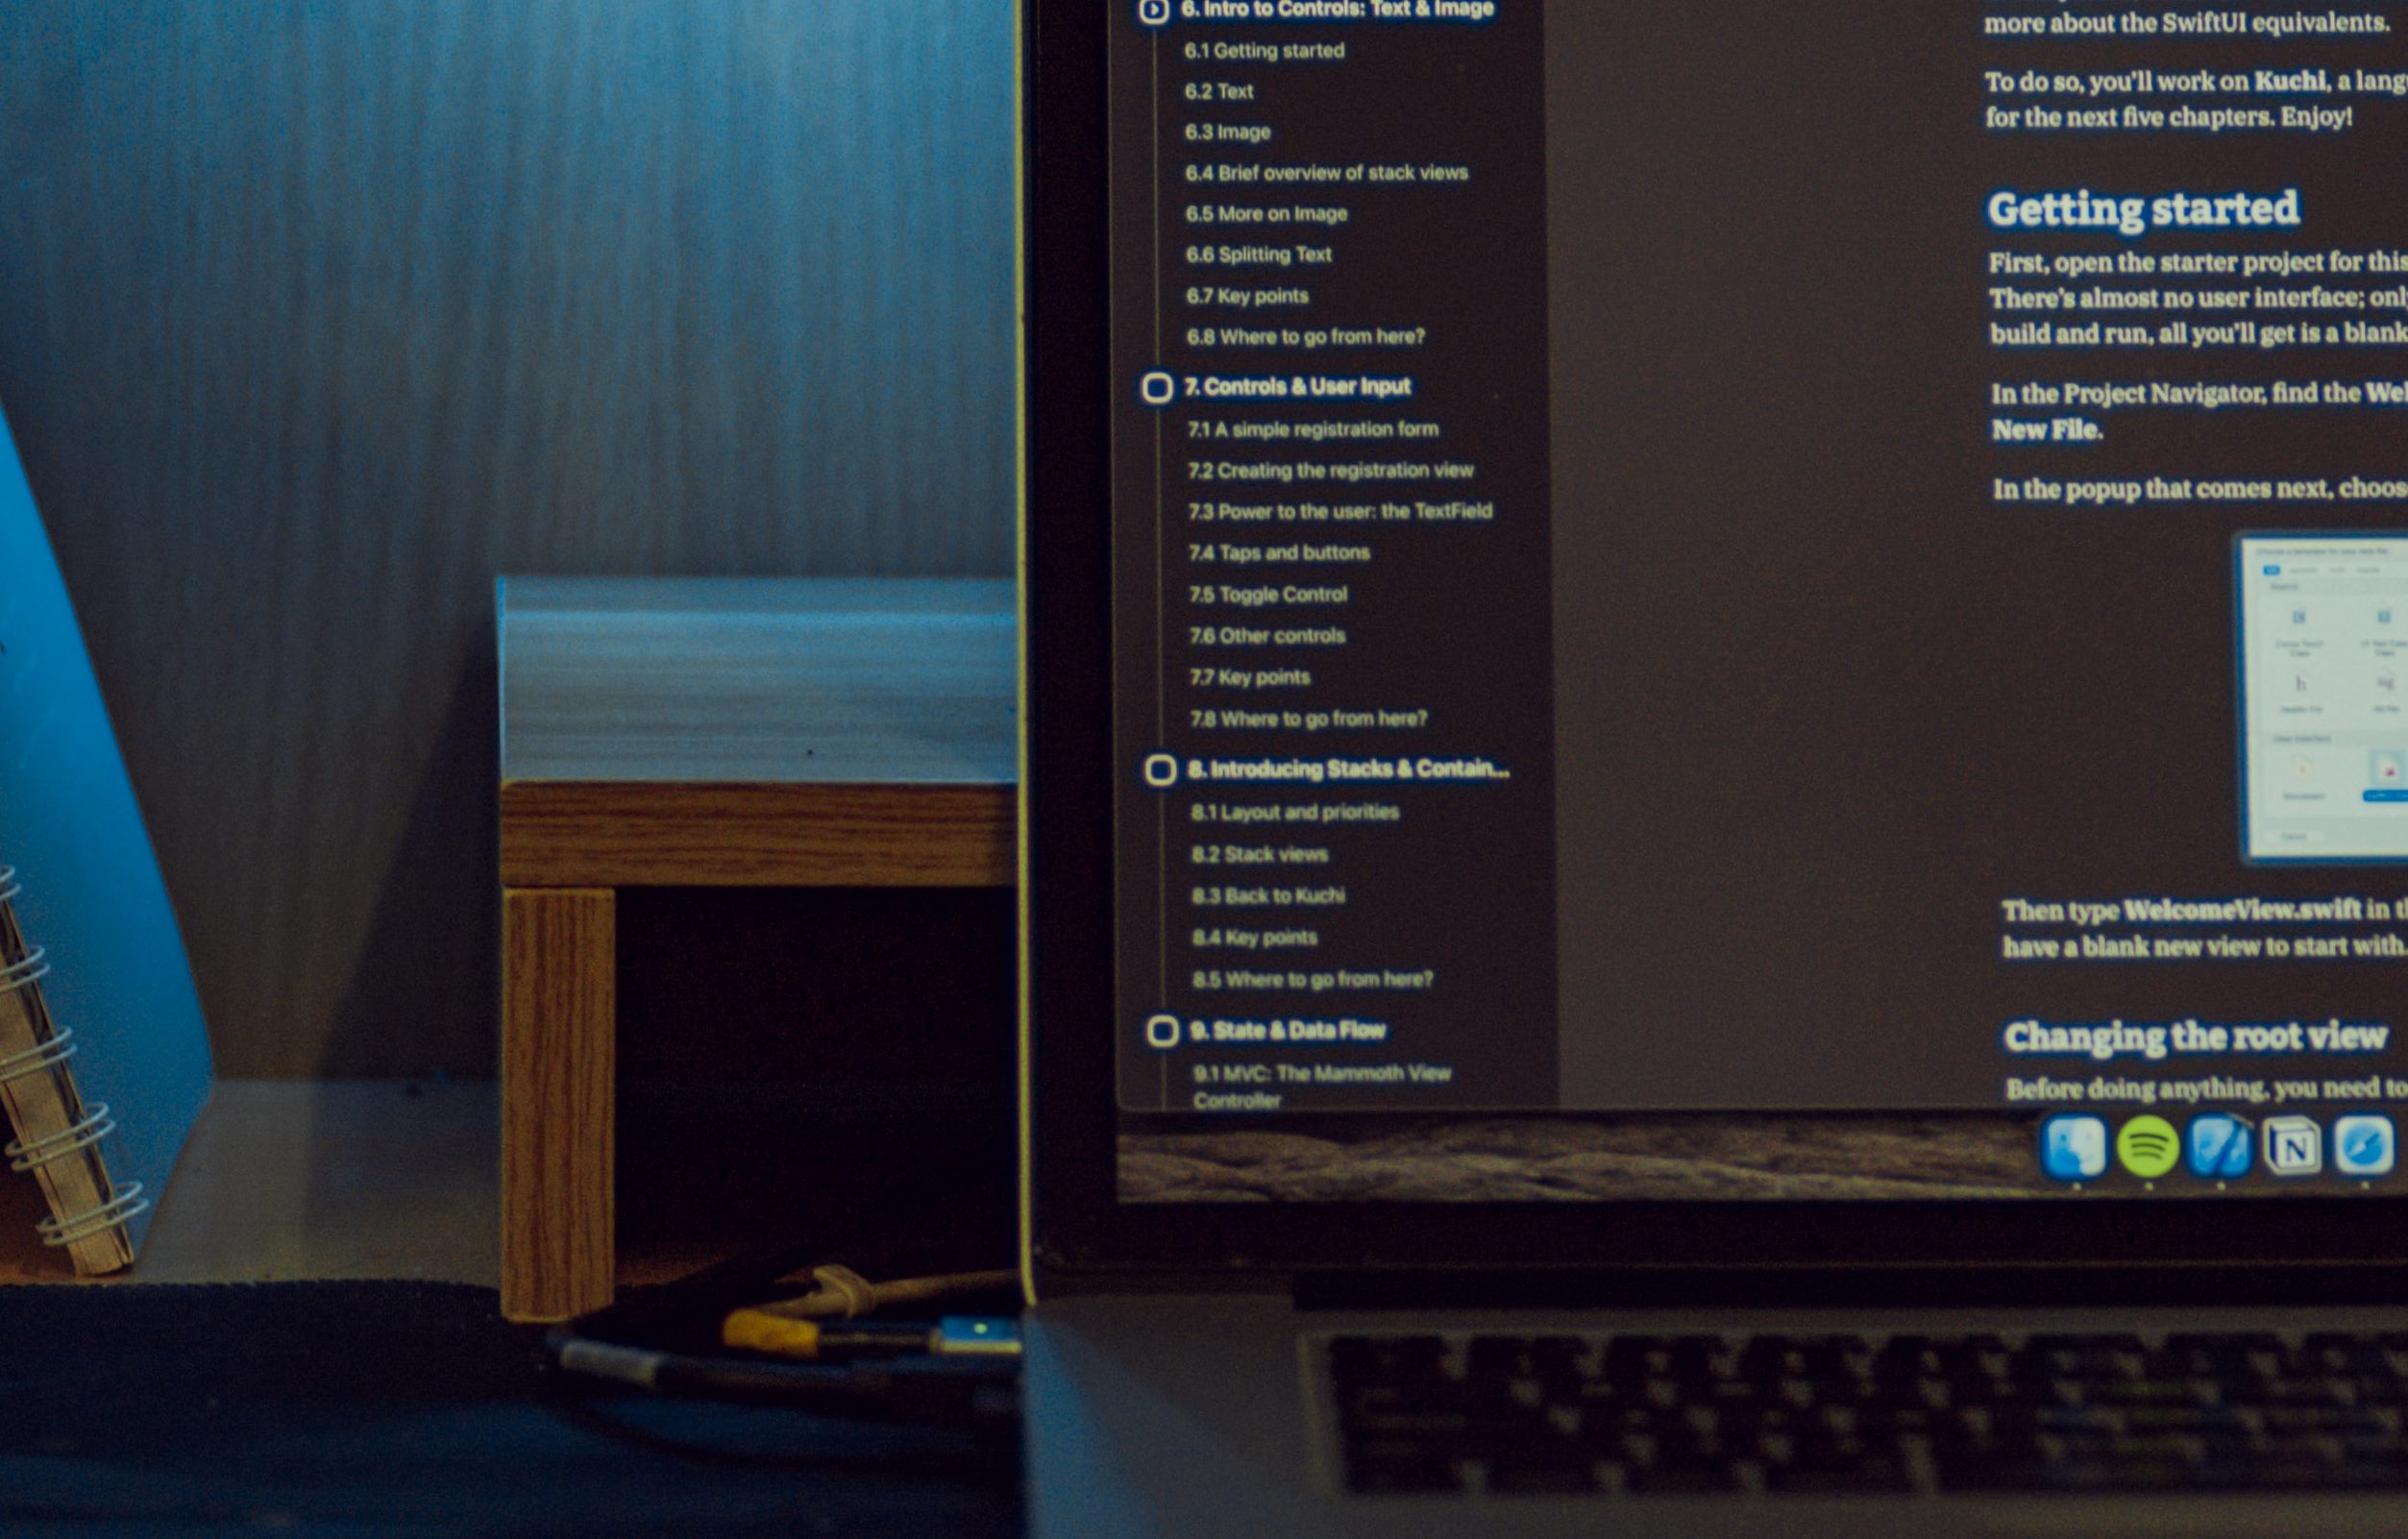 6. Intro to Controls: Text & Image
6.1 Getting started
6.2 Text
6.3 Image
6.4 Brief overview of stack views
6.5 More on Image
6.6 Splitting Text
6.7 Key points
6.8 Where to go from here?
7. Controls & User Input
7.1 A simple registration form
7.2 Creating the registration view
7.3 Power to the user: the TextField
7.4 Taps and buttons
7.5 Toggle Control
7.6 Other controls
7.7 Key points
7.8 Where to go from here?
8. Introducing Stacks & Contain...
8.1 Layout and priorities
8.2 Stack views
8.3 Back to Kuchi
8.4 Key points
8.5 Where to go from here?
9. State & Data Flow
9.1 MVC: The Mammoth View
Controller
more about the SwiftUI equivalents.
To do so, you'll work on Kuchi, a lang
for the next five chapters. Enjoy!
Getting started
First, open the starter project for this
There's almost no user interface; onl
build and run, all you'll get is a blank
In the Project Navigator, find the Wel
New File.
In the popup that comes next, choos
h
Then type WelcomeView.swift in t
have a blank new view to start with.
Changing the root view
Before doing anything, you need to
N